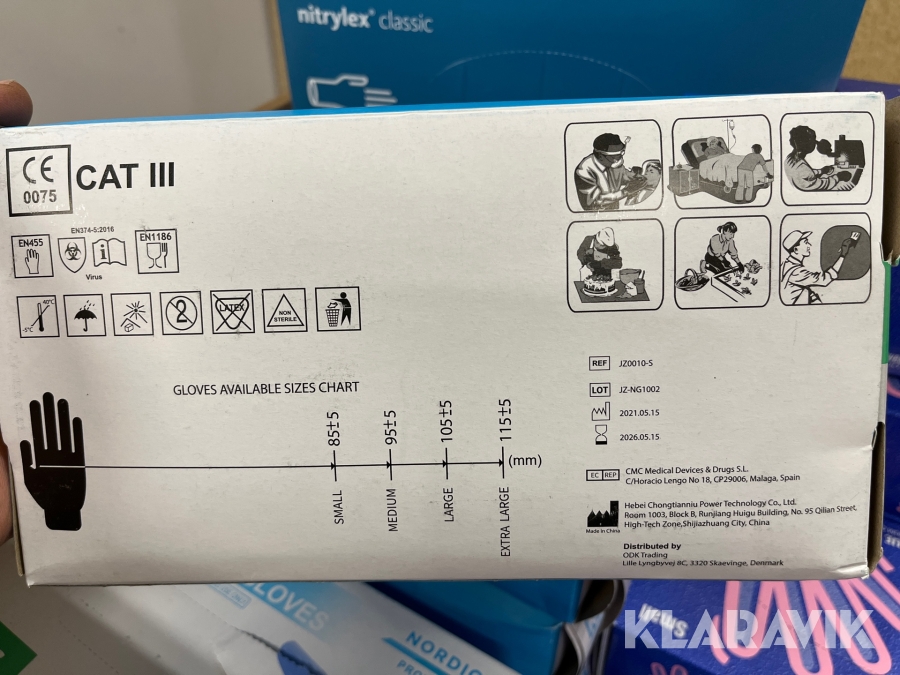 nitrylex® classic
CE
0075
CAT III
EN455
EN374-5:2016
Virus
EN1186
-5°C
40°C
2
LATEX
NON
STERILE
GLOVES AVAILABLE SIZES CHART
85±5
95±5
105±5
115±5
(mm)
SMALL
MEDIUM
LARGE
EXTRA LARGE
REF JZ0010-S
LOT JZ-NG1002
2021.05.15
2026.05.15
EC REP
CMC Medical Devices & Drugs S.L.
C/Horacio Lengo No 18, CP29006, Malaga, Spain
Made in China
Hebei Chongtianniu Power Technology Co., Ltd.
Room 1003, Block B, Runjiang Huigu Building, No. 95 Qilian Street,
High-Tech Zone,Shijiazhuang City, China
Distributed by
ODK Trading
Lille Lyngbyvej 8C, 3320 Skaevinge, Denmark
GLOVES
NORDIC
Small
KLARAVIK